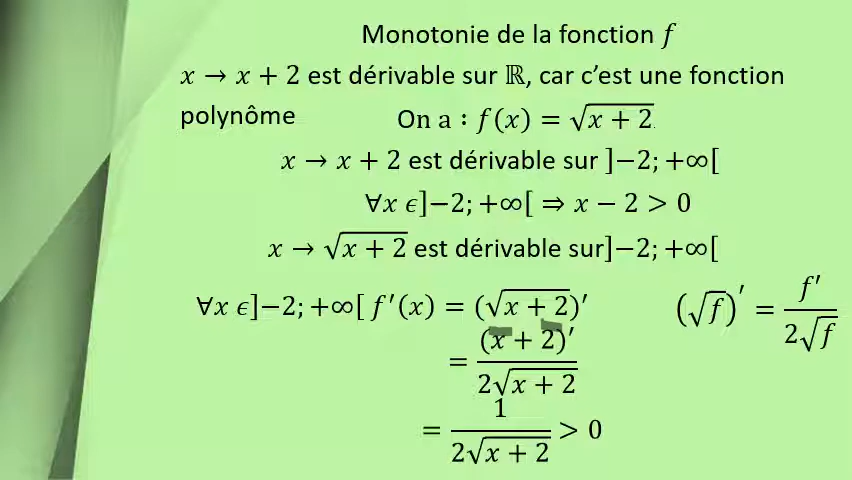 Monotonie de la fonction f
x → x + 2 est dérivable sur ℝ, car c’est une fonction
polynôme On a : f(x) = √(x + 2)
x → x + 2 est dérivable sur ]−2; +∞[
∀x ϵ]−2; +∞[ ⇒ x − 2 > 0
x → √(x + 2) est dérivable sur]−2; +∞[
∀x ϵ]−2; +∞[ f′(x) = (√(x + 2))′ (√f)′ = f′/(2√f)
= (x + 2)′/(2√(x + 2))
= 1/(2√(x + 2)) > 0